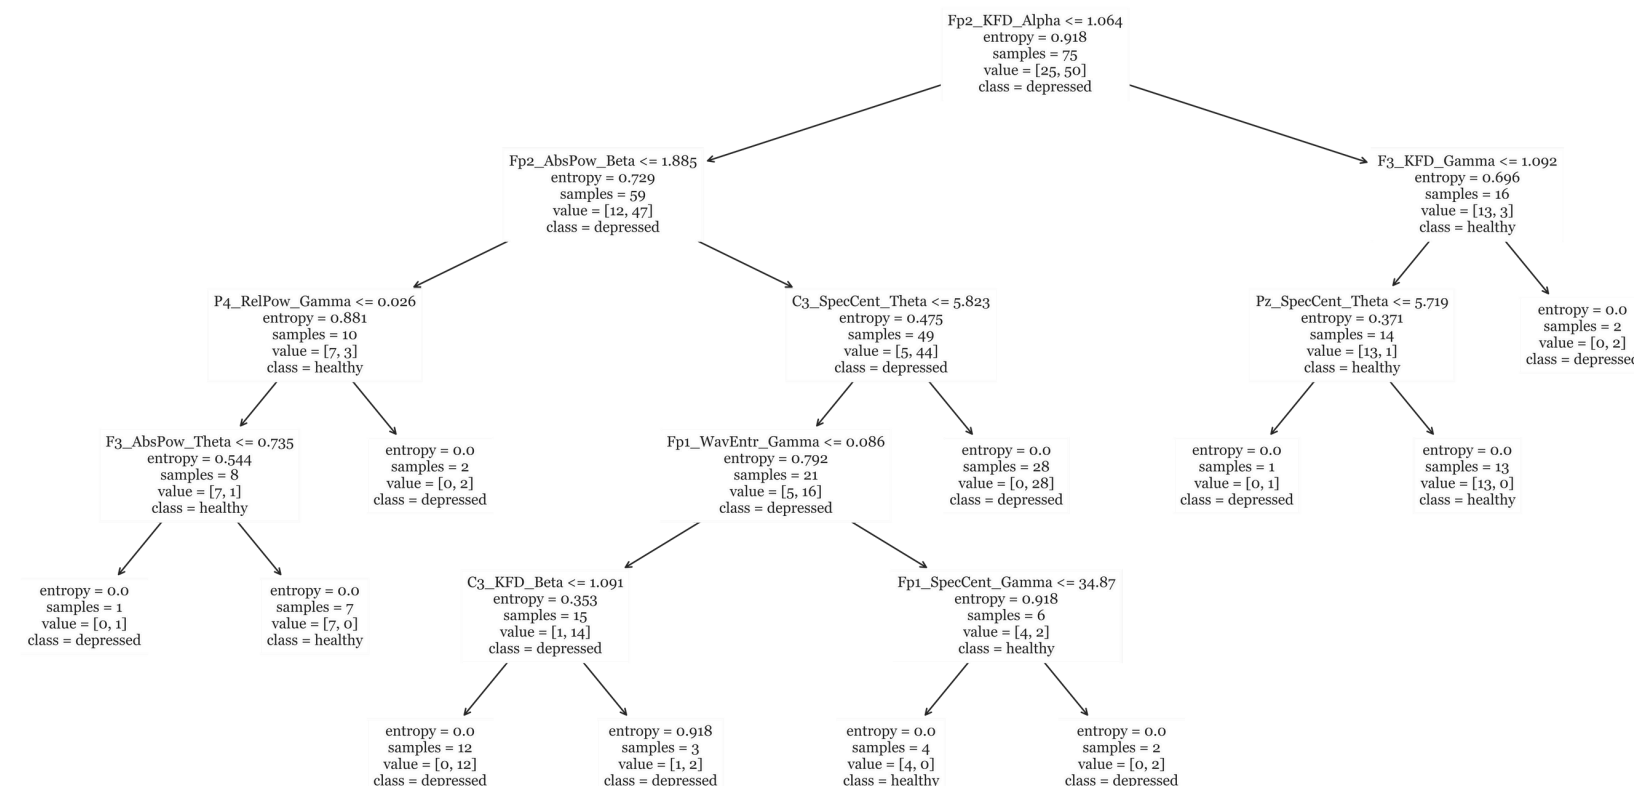 Fp2_KFD_Alpha <= 1.064
entropy = 0.918
samples = 75
value = [25, 50]
class = depressed
Fp2_AbsPow_Beta <= 1.885
entropy = 0.729
samples = 59
value = [12, 47]
class = depressed
F3_KFD_Gamma <= 1.092
entropy = 0.696
samples = 16
value = [13, 3]
class = healthy
P4_RelPow_Gamma <= 0.026
entropy = 0.881
samples = 10
value = [7, 3]
class = healthy
C3_SpecCent_Theta <= 5.823
entropy = 0.475
samples = 49
value = [5, 44]
class = depressed
Pz_SpecCent_Theta <= 5.719
entropy = 0.371
samples = 14
value = [13, 1]
class = healthy
entropy = 0.0
samples = 2
value = [0, 2]
class = depressed
F3_AbsPow_Theta <= 0.735
entropy = 0.544
samples = 8
value = [7, 1]
class = healthy
entropy = 0.0
samples = 2
value = [0, 2]
class = depressed
Fp1_WavEntr_Gamma <= 0.086
entropy = 0.792
samples = 21
value = [5, 16]
class = depressed
entropy = 0.0
samples = 28
value = [0, 28]
class = depressed
entropy = 0.0
samples = 1
value = [0, 1]
class = depressed
entropy = 0.0
samples = 13
value = [13, 0]
class = healthy
entropy = 0.0
samples = 1
value = [0, 1]
class = depressed
entropy = 0.0
samples = 7
value = [7, 0]
class = healthy
C3_KFD_Beta <= 1.091
entropy = 0.353
samples = 15
value = [1, 14]
class = depressed
Fp1_SpecCent_Gamma <= 34.87
entropy = 0.918
samples = 6
value = [4, 2]
class = healthy
entropy = 0.0
samples = 12
value = [0, 12]
class = depressed
entropy = 0.918
samples = 3
value = [1, 2]
class = depressed
entropy = 0.0
samples = 4
value = [4, 0]
class = healthy
entropy = 0.0
samples = 2
value = [0, 2]
class = depressed